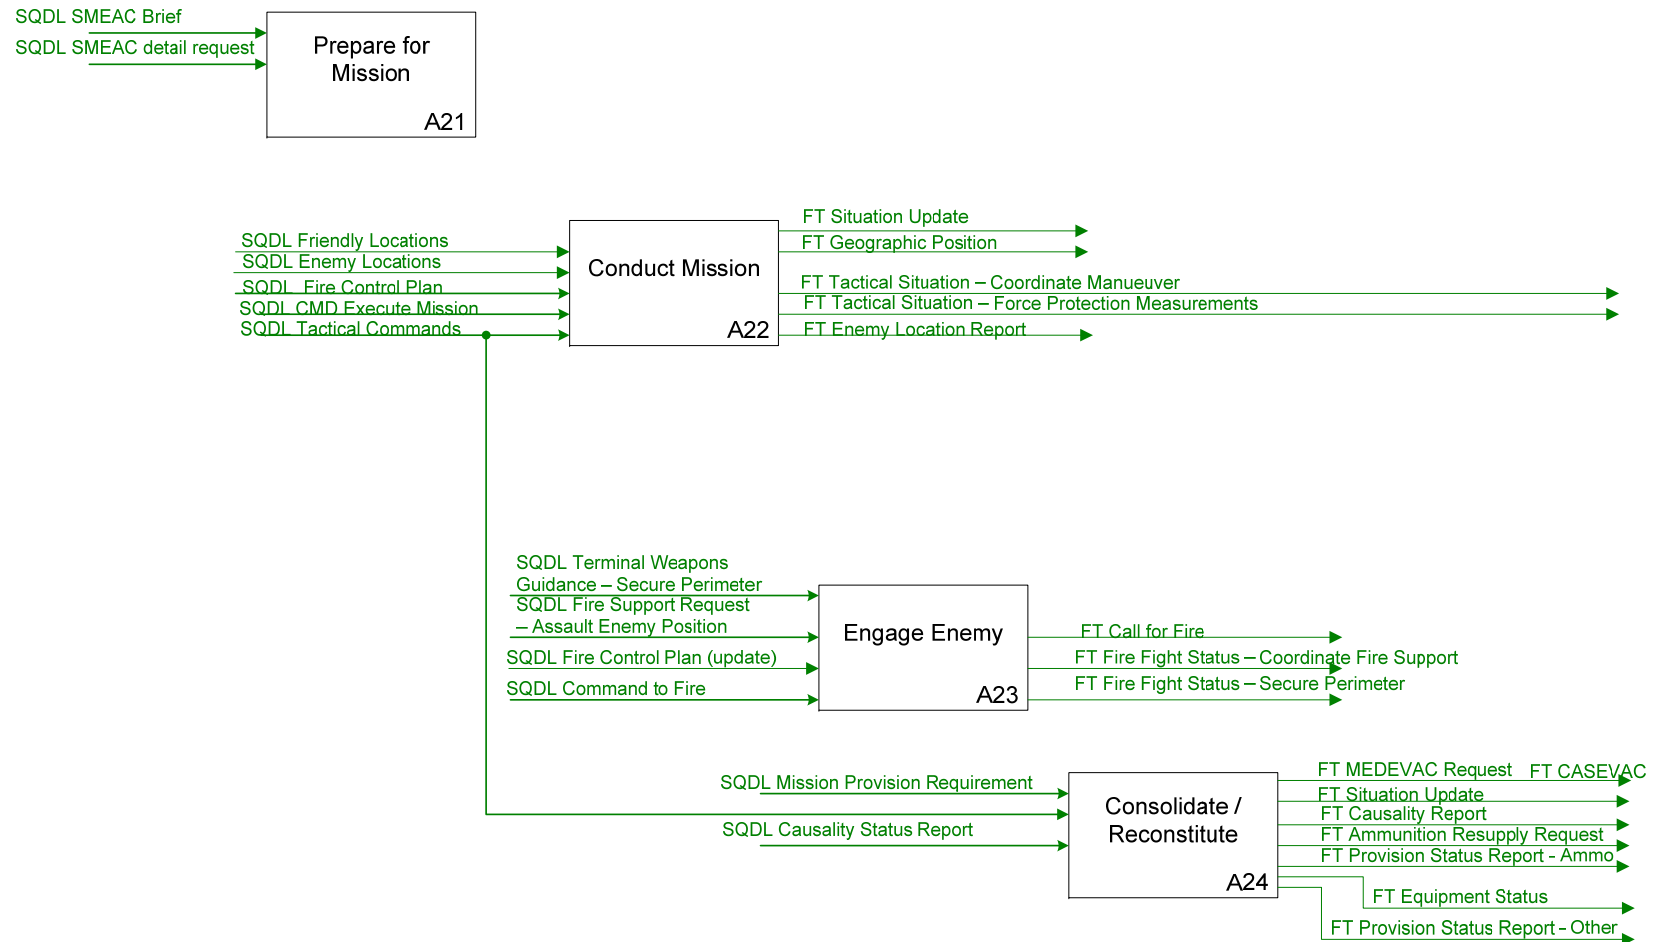 SQDL SMEAC Brief
SQDL SMEAC detail request
Prepare for
Mission
A21
SQDL Friendly Locations
SQDL Enemy Locations
SQDL  Fire Control Plan
SQDL CMD Execute Mission
SQDL Tactical Commands
Conduct Mission
A22
FT Situation Update
FT Geographic Position
FT Tactical Situation – Coordinate Manueuver
FT Tactical Situation – Force Protection Measurements
FT Enemy Location Report
SQDL Terminal Weapons
Guidance – Secure Perimeter
SQDL Fire Support Request
– Assault Enemy Position
SQDL Fire Control Plan (update)
SQDL Command to Fire
Engage Enemy
A23
FT Call for Fire
FT Fire Fight Status – Coordinate Fire Support
FT Fire Fight Status – Secure Perimeter
SQDL Mission Provision Requirement
SQDL Causality Status Report
Consolidate /
Reconstitute
A24
FT MEDEVAC Request FT CASEVAC
FT Situation Update
FT Causality Report
FT Ammunition Resupply Request
FT Provision Status Report - Ammo
FT Equipment Status
FT Provision Status Report – Other